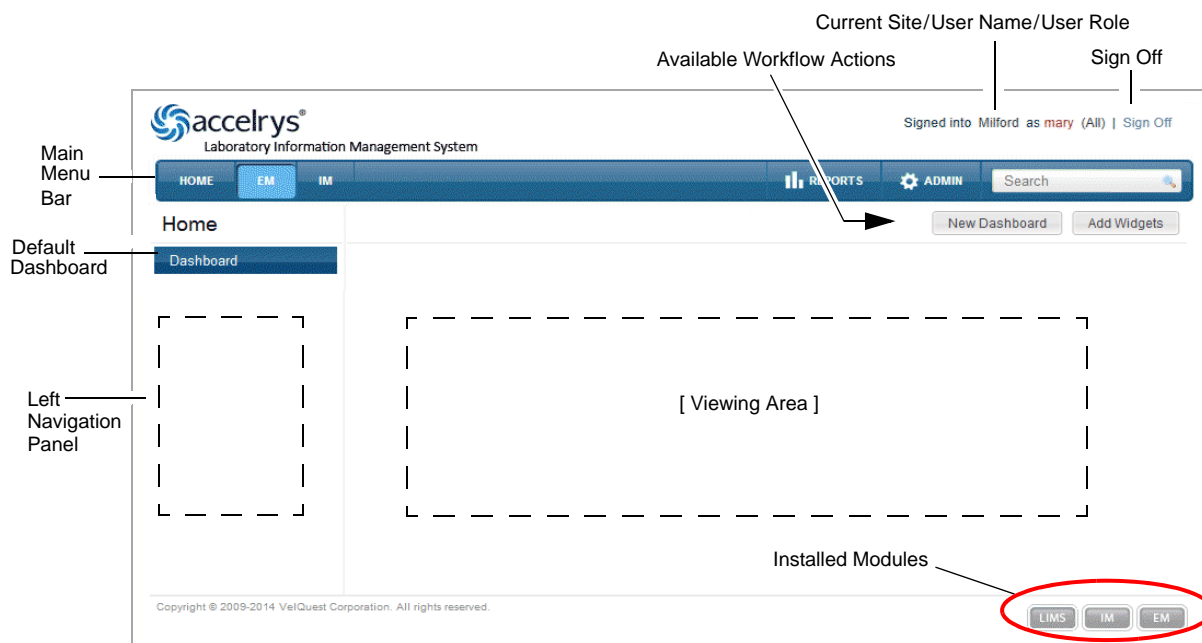 Current Site/User Name/User Role
Available Workflow Actions
Sign Off
accelrys®
Laboratory Information Management System
Signed into Milford as mary (All) | Sign Off
Main
Menu
Bar
HOME EM IM REPORTS ADMIN Search
Home
New Dashboard Add Widgets
Default
Dashboard
Dashboard
Left
Navigation
Panel
[ Viewing Area ]
Installed Modules
Copyright © 2009-2014 VelQuest Corporation. All rights reserved.
LIMS IM EM